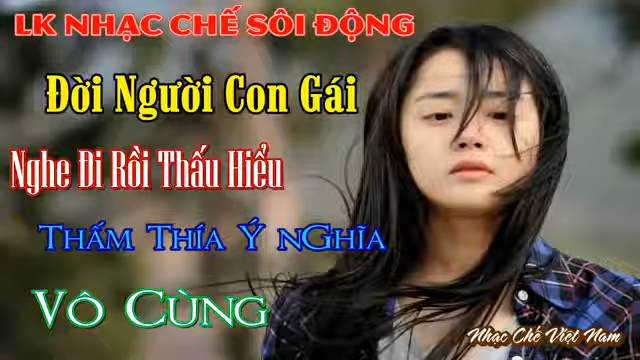 LK NHẠC CHẾ SÔI ĐỘNG
Đời Người Con Gái
Nghe Đi Rồi Thấu Hiểu
THẤM THÍA Ý NGHĨA
VÔ CÙNG
Nhạc Chế Việt Nam